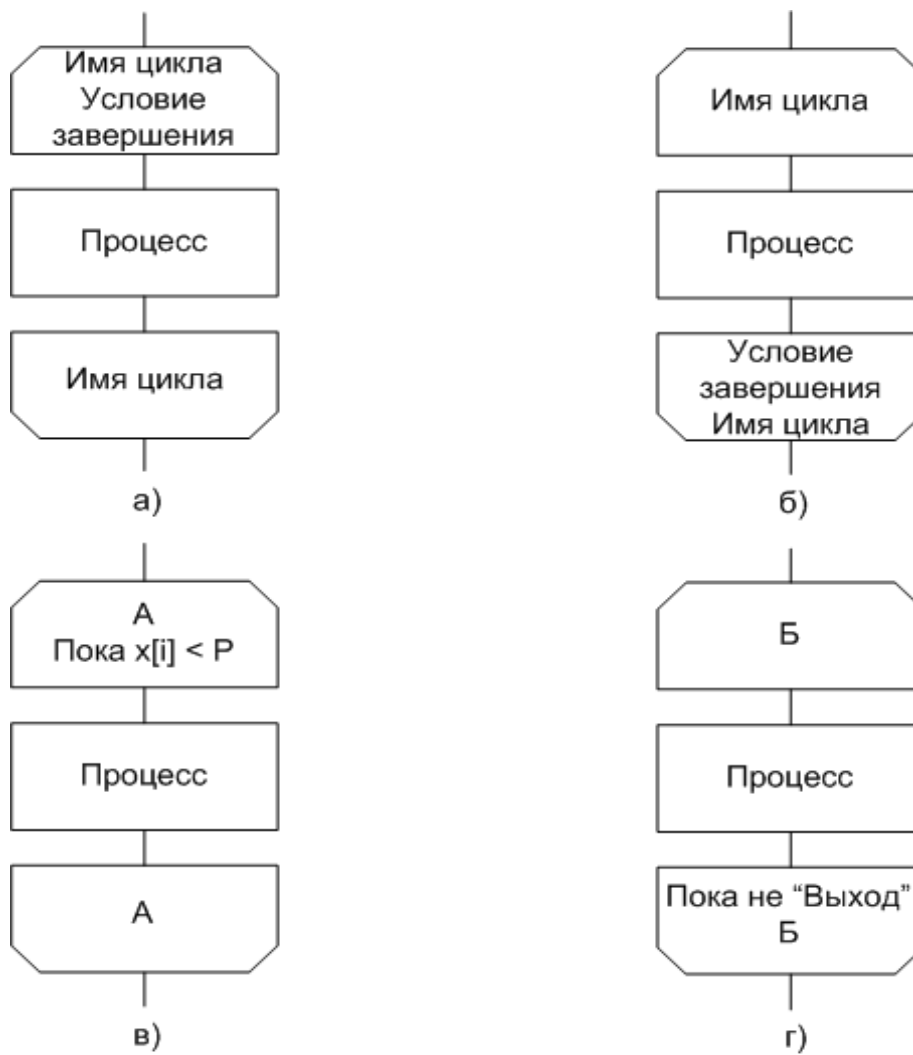 Имя цикла
Условие
завершения
Процесс
Имя цикла
а)
Имя цикла
Процесс
Условие
завершения
Имя цикла
б)
А
Пока x[i] < P
Процесс
А
в)
Б
Процесс
Пока не “Выход”
Б
г)